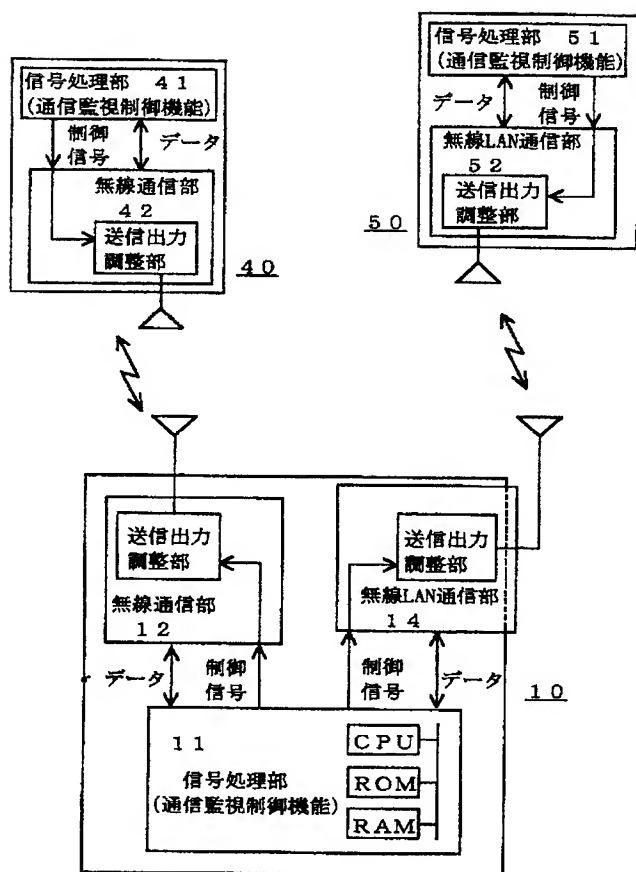 信号処理部 ４１
(通信監視制御機能)
制御
信号
データ
無線通信部
４２
送信出力
調整部
４０
信号処理部 ５１
(通信監視制御機能)
データ
制御
信号
無線LAN通信部
５２
送信出力
調整部
５０
送信出力
調整部
無線通信部
１２
送信出力
調整部
無線LAN通信部
１４
データ
制御
信号
制御
信号
データ
１０
１１
信号処理部
(通信監視制御機能)
ＣＰＵ
ＲＯＭ
ＲＡＭ